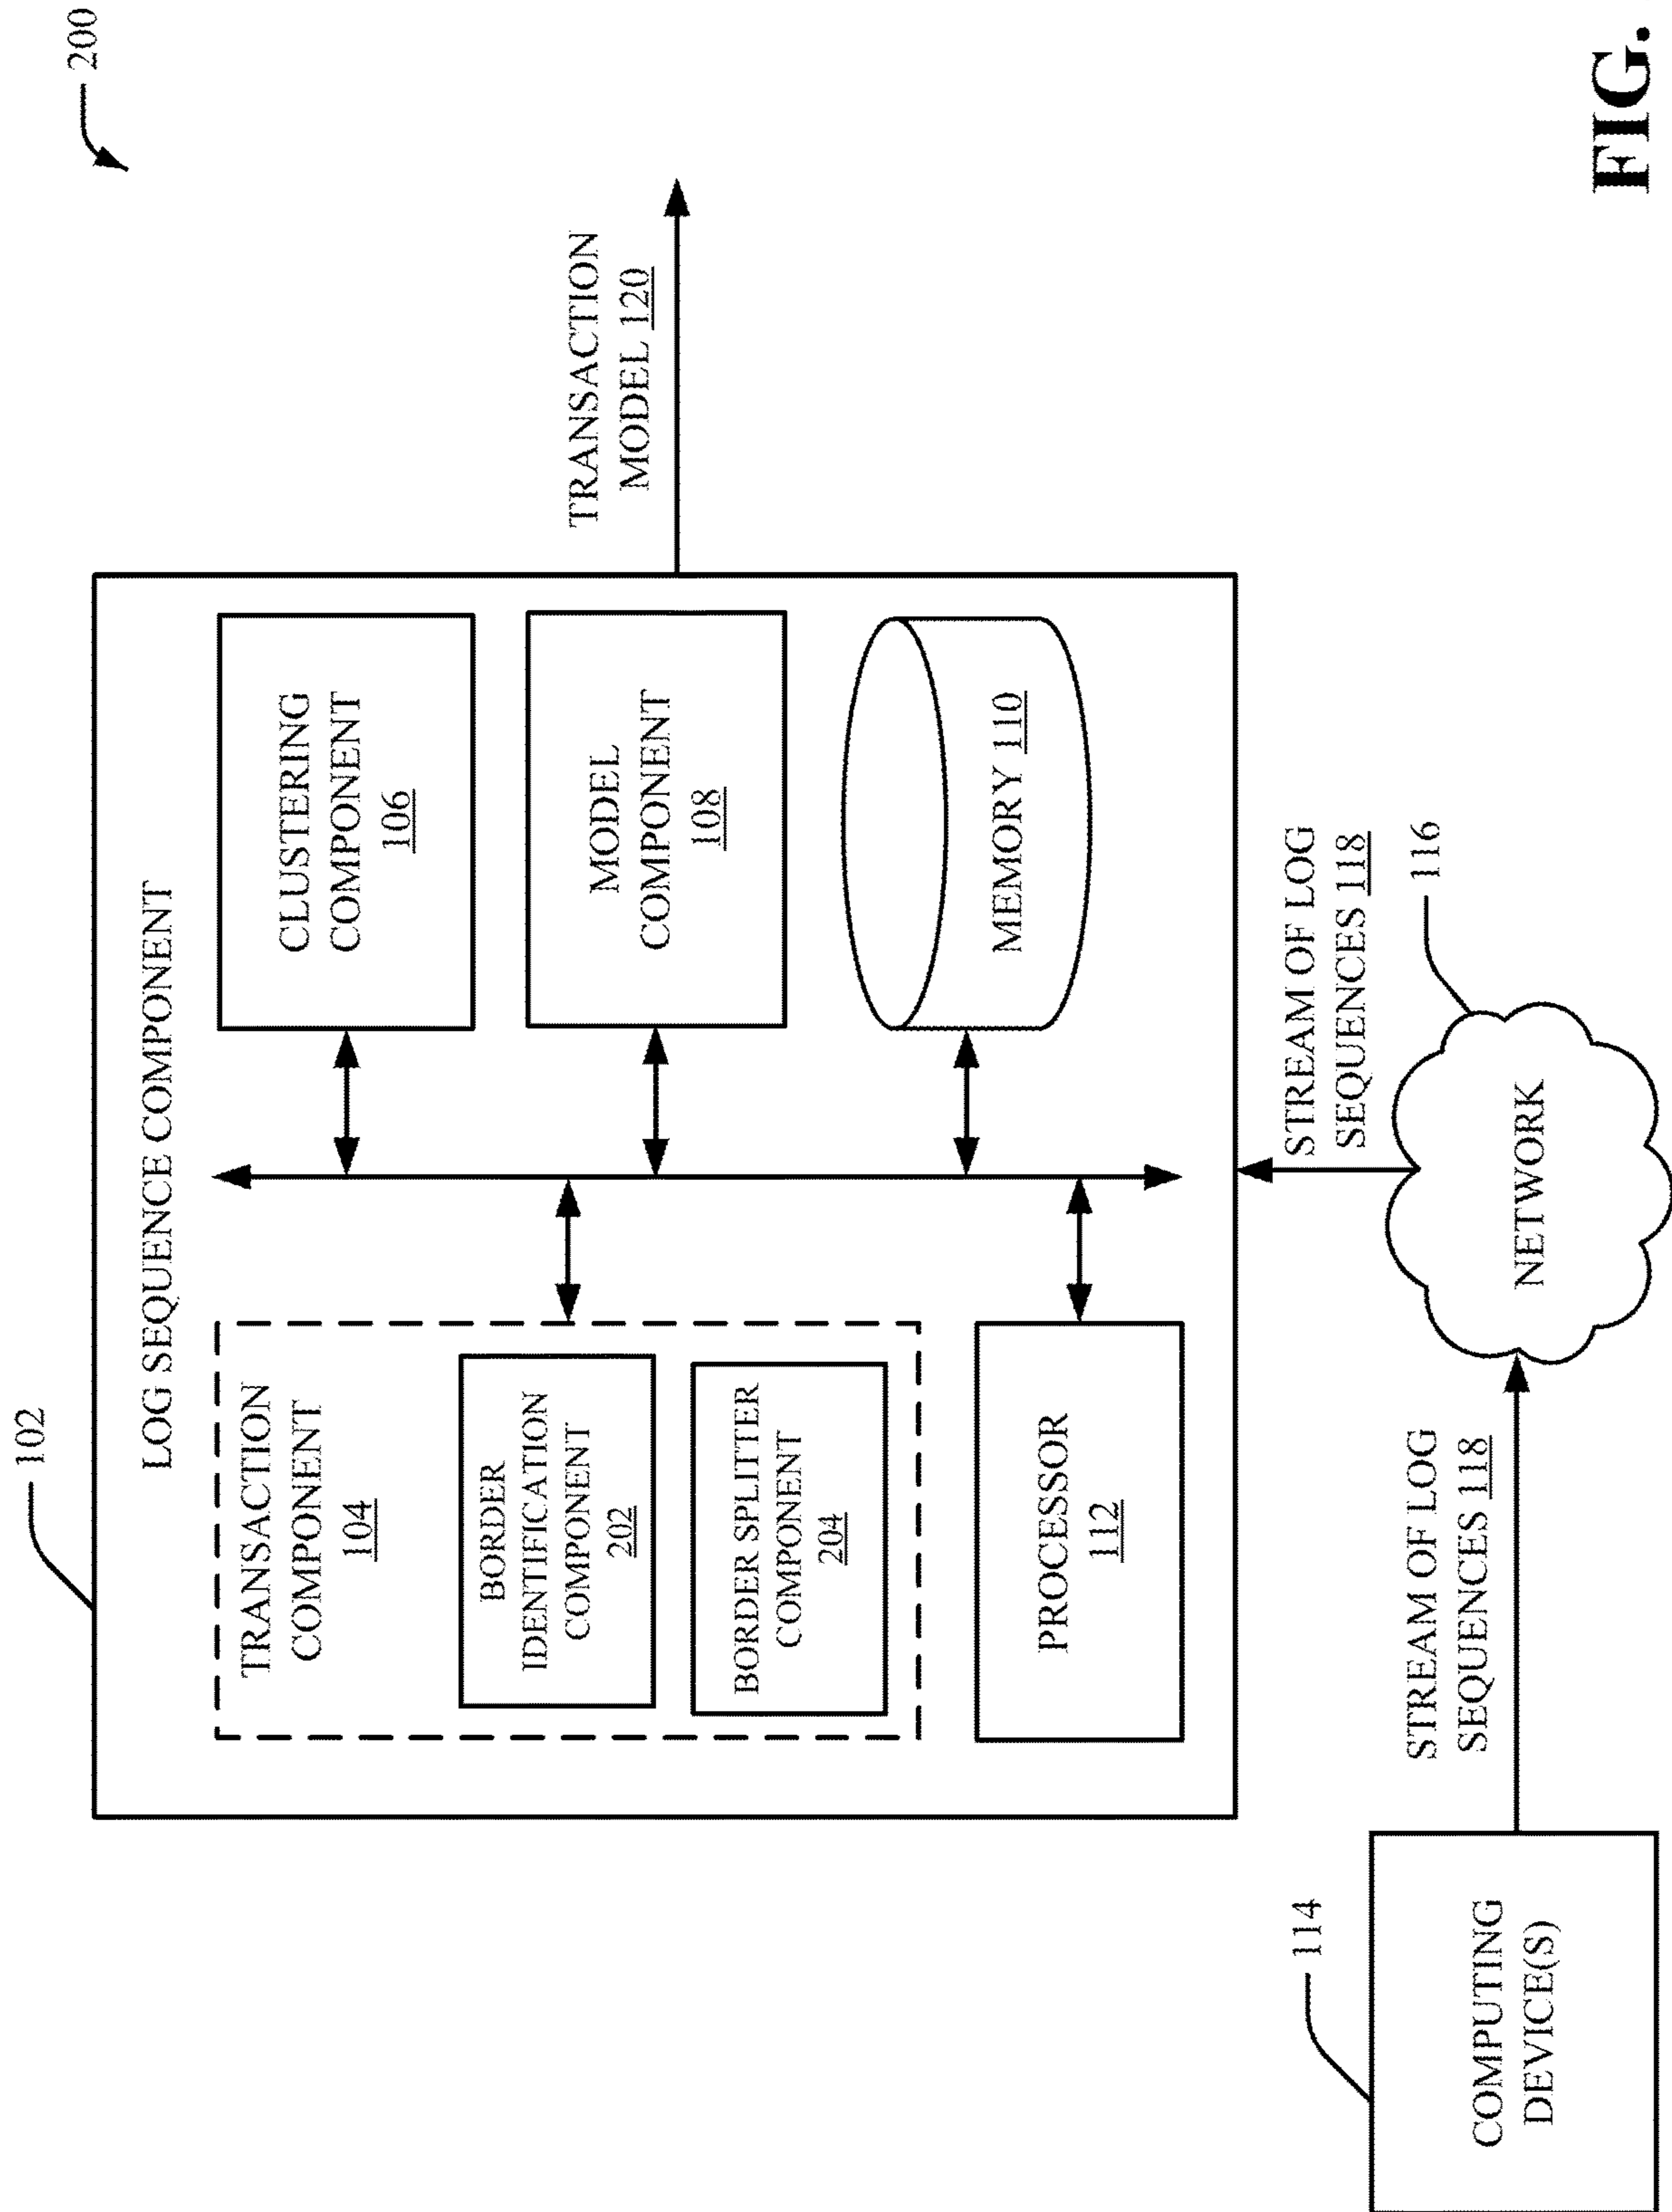 200
102
LOG SEQUENCE COMPONENT
TRANSACTION
COMPONENT
104
BORDER
IDENTIFICATION
COMPONENT
202
BORDER SPLITTER
COMPONENT
204
PROCESSOR
112
CLUSTERING
COMPONENT
106
MODEL
COMPONENT
108
MEMORY 110
TRANSACTION
MODEL 120
114
COMPUTING
DEVICE(S)
STREAM OF LOG
SEQUENCES 118
NETWORK
116
STREAM OF LOG
SEQUENCES 118
FIG.